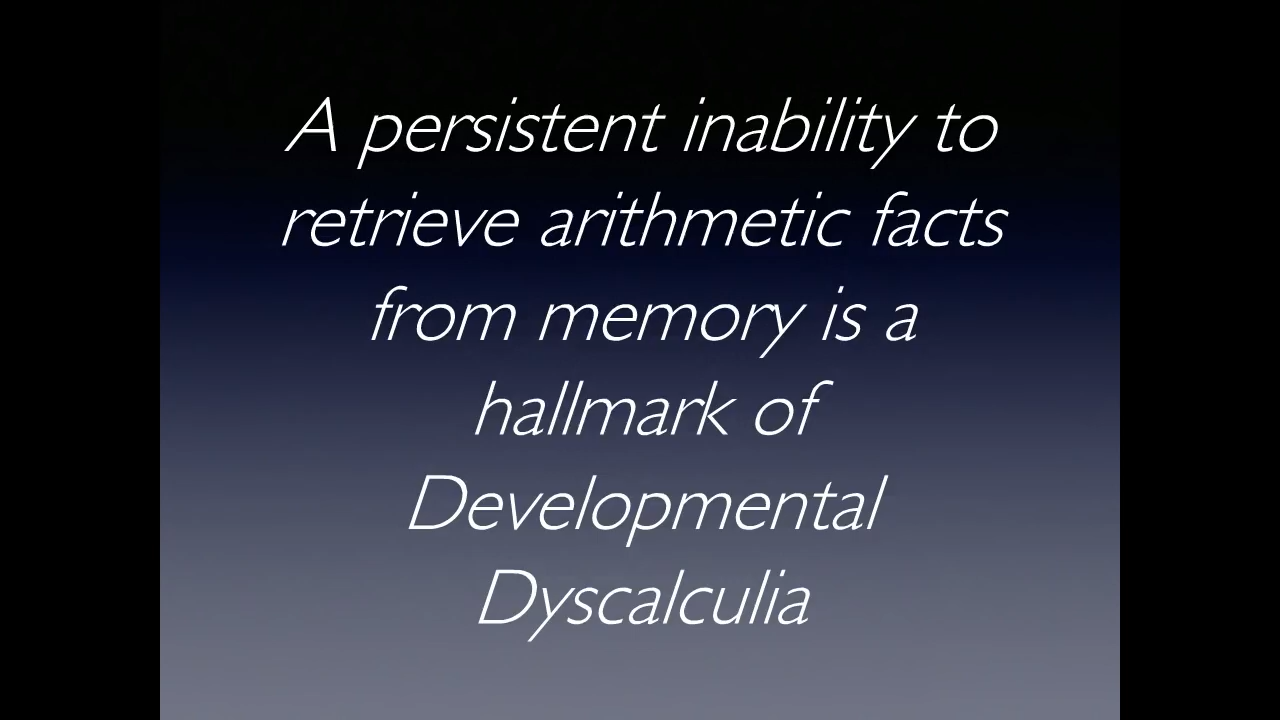 A persistent inability to
retrieve arithmetic facts
from memory is a
hallmark of
Developmental
Dyscalculia